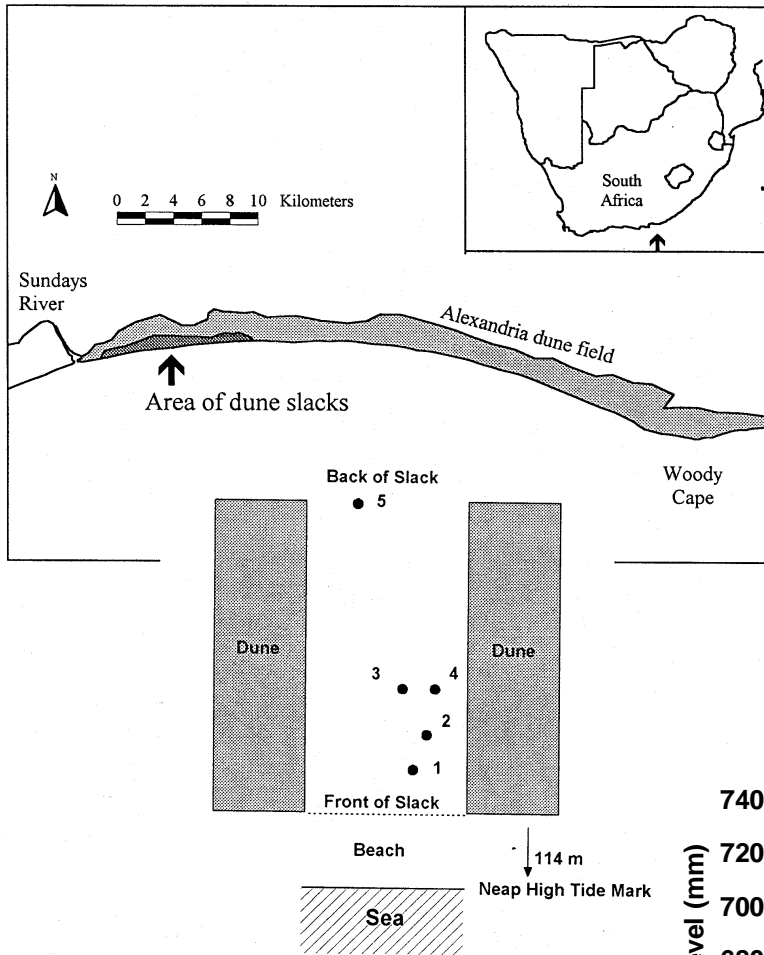 South
Africa
N
0 2 4 6 8 10 Kilometers
Sundays
River
Alexandria dune field
Area of dune slacks
Woody
Cape
Back of Slack
5
Dune
Dune
3
4
2
1
Front of Slack
740
Beach
114 m
720
Neap High Tide Mark
700
Sea
(mm)